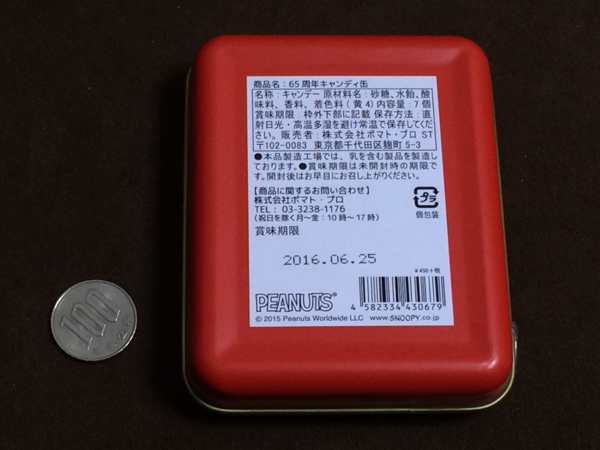 商品名：65周年キャンディ缶
名称：キャンデー 原材料名：砂糖、水飴、酸
味料、香料、着色料(黄4)内容量：7個
賞味期限：枠外下部に記載 保存方法：直
射日光・高温多湿を避け常温で保存してくだ
さい。販売者：株式会社ポマト・プロ ST
〒102-0083 東京都千代田区麹町5-3
●本品製造工場では、乳を含む製品を製造し
ております。●賞味期限は未開封時の期限で
す。開封後はお早目にお召し上がりください。
【商品に関するお問い合わせ】
株式会社ポマト・プロ
TEL： 03-3238-1176
(祝日を除く月～金：10時～17時)
プラ
個包装
賞味期限
2016.06.25
¥450+税
4 582334 430679
PEANUTS®
© 2015 Peanuts Worldwide LLC www.SNOOPY.co.jp
100